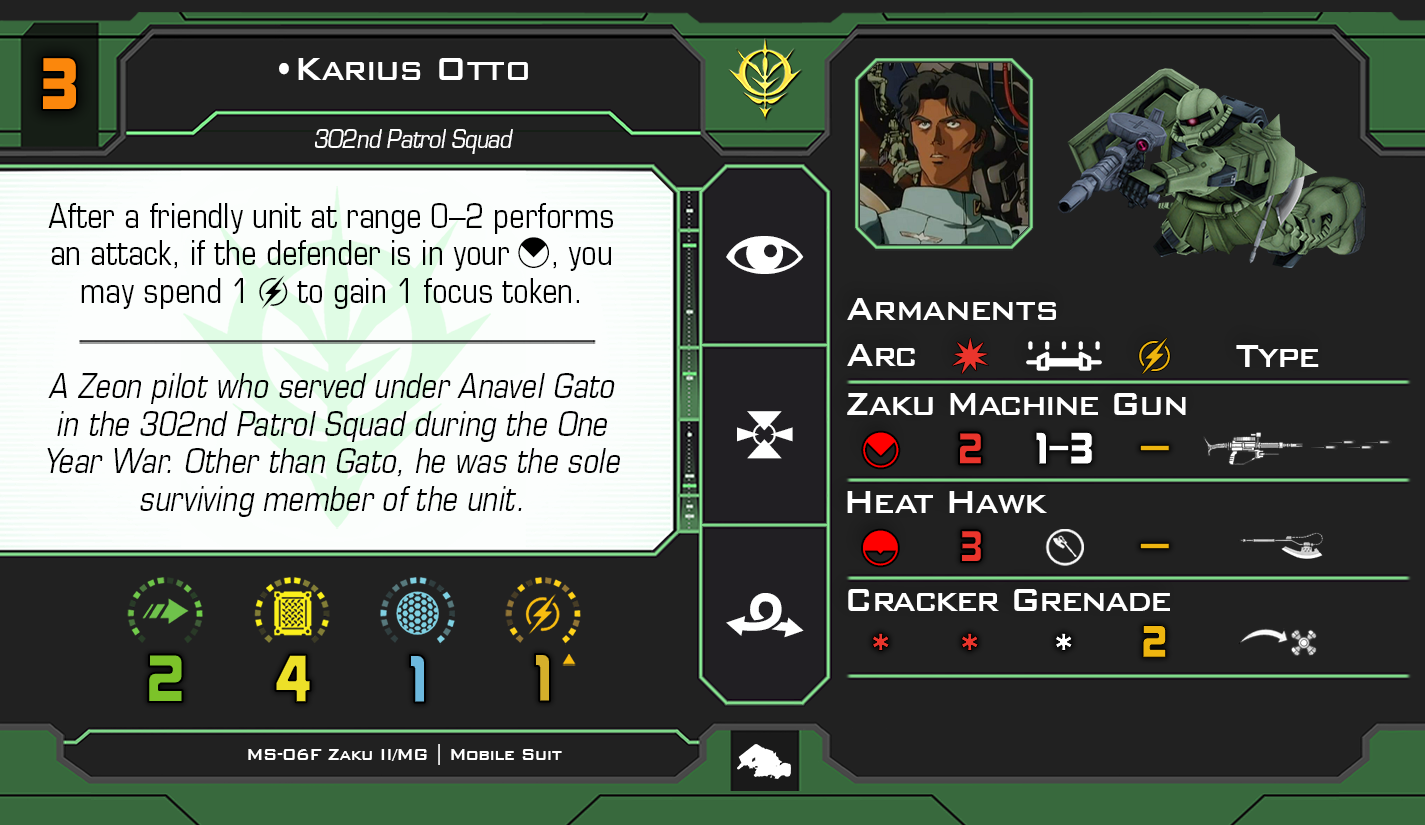 3
•Karius Otto
302nd Patrol Squad
After a friendly unit at range 0–2 performs
an attack, if the defender is in your , you
may spend 1 to gain 1 focus token.
A Zeon pilot who served under Anavel Gato
in the 302nd Patrol Squad during the One
Year War. Other than Gato, he was the sole
surviving member of the unit.
2 4 1 1
MS-06F Zaku II/MG | Mobile Suit
Armanents
Arc Type
Zaku Machine Gun
2 1–3 –
Heat Hawk
3 –
Cracker Grenade
* * * 2